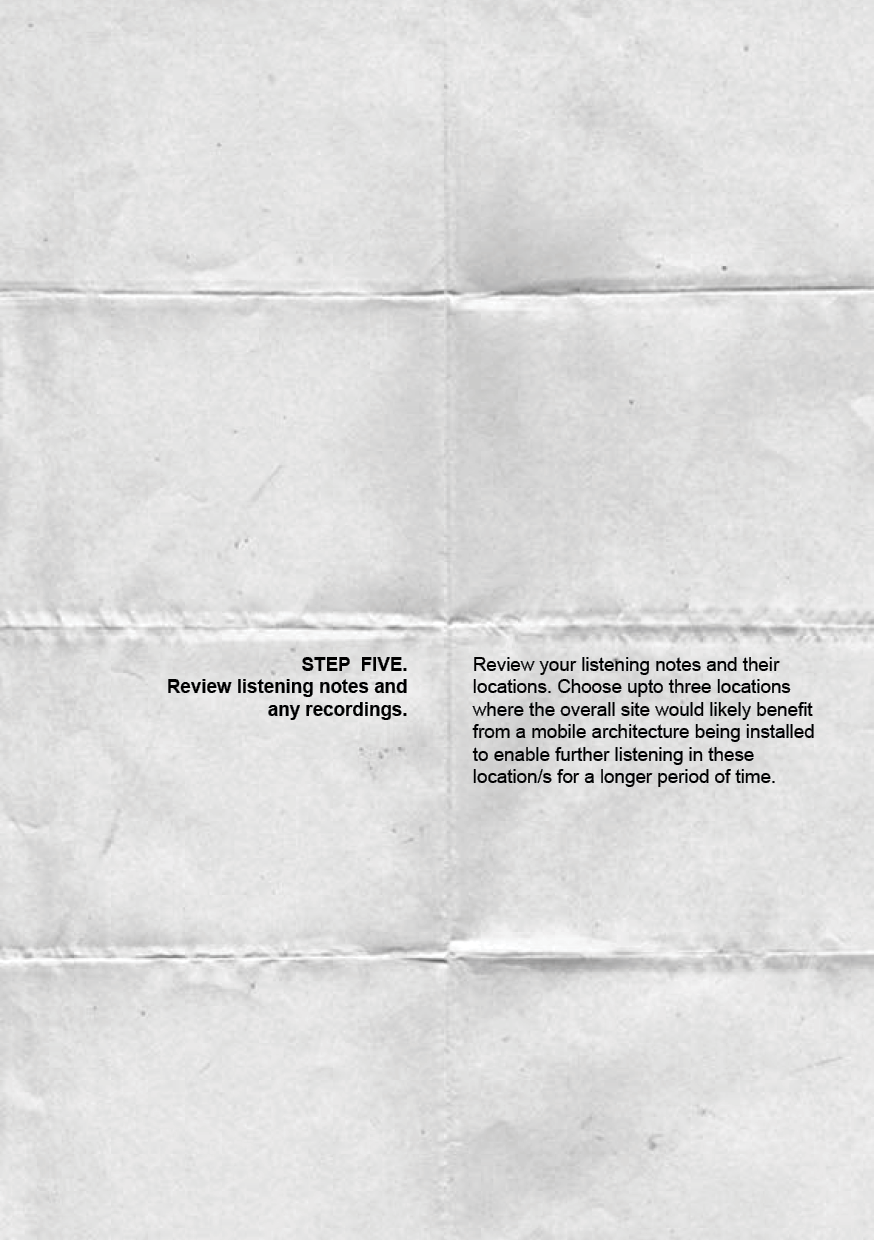 STEP FIVE.
Review listening notes and
any recordings.
Review your listening notes and their
locations. Choose upto three locations
where the overall site would likely benefit
from a mobile architecture being installed
to enable further listening in these
location/s for a longer period of time.